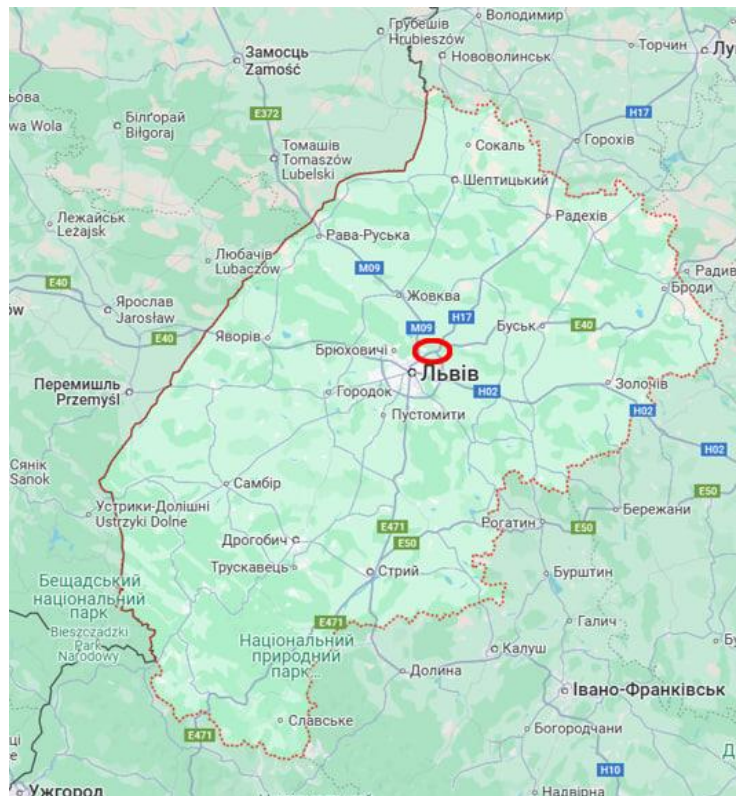 Грубешів
Hrubieszów
Володимир
Замосць
Zamość
Нововолинськ
Торчин
Білґорай
Biłgoraj
wa Wola
E372
H17
Томашів
Tomaszów
Lubelski
Сокаль
Горохів
Шептицький
Лежайськ
Leżajsk
Радехів
Рава-Руська
Любачів
Lubaczów
M09
Жовква
Броди
E40
Ярослав
Jarosław
E40
Яворів
M09
H17
Буськ
E40
Брюховичі
Львів
Перемишль
Przemyśl
Городок
H02
Золочів
H02
Пустомити
H02
Сянік
Sanok
Самбір
E50
Устрики-Долішні
Ustrzyki Dolne
E471
Рогатин
Бережани
E50
E50
Дрогобич
Трускавець
Стрий
Бурштин
Бещадський
національний
парк
Bieszczadzki
Park
Narodowy
E471
Галич
Національний
природний
парк...
Калуш
Долина
Івано-Франківськ
Славське
E471
Богородчани
H10
Ужгород
Надвірна